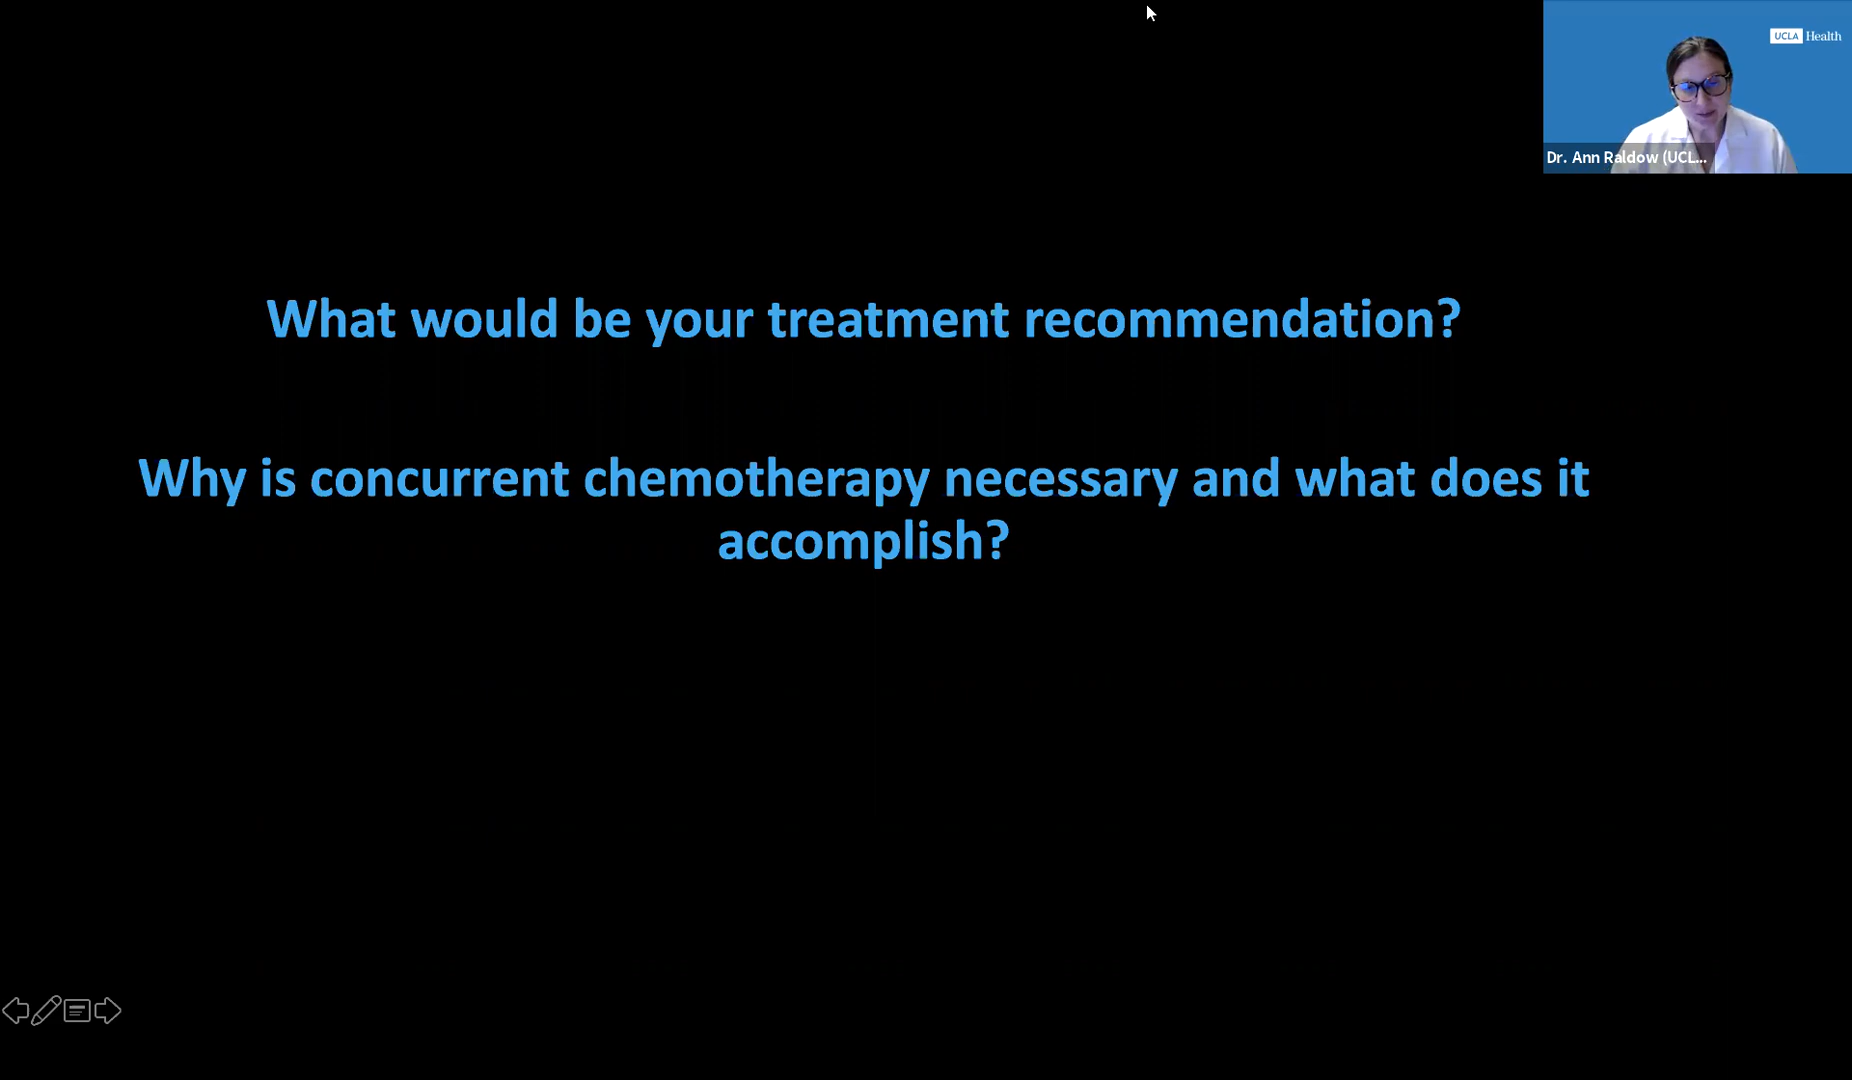 UCLA Health
Dr. Ann Raldow (UCL...
What would be your treatment recommendation?
Why is concurrent chemotherapy necessary and what does it
accomplish?